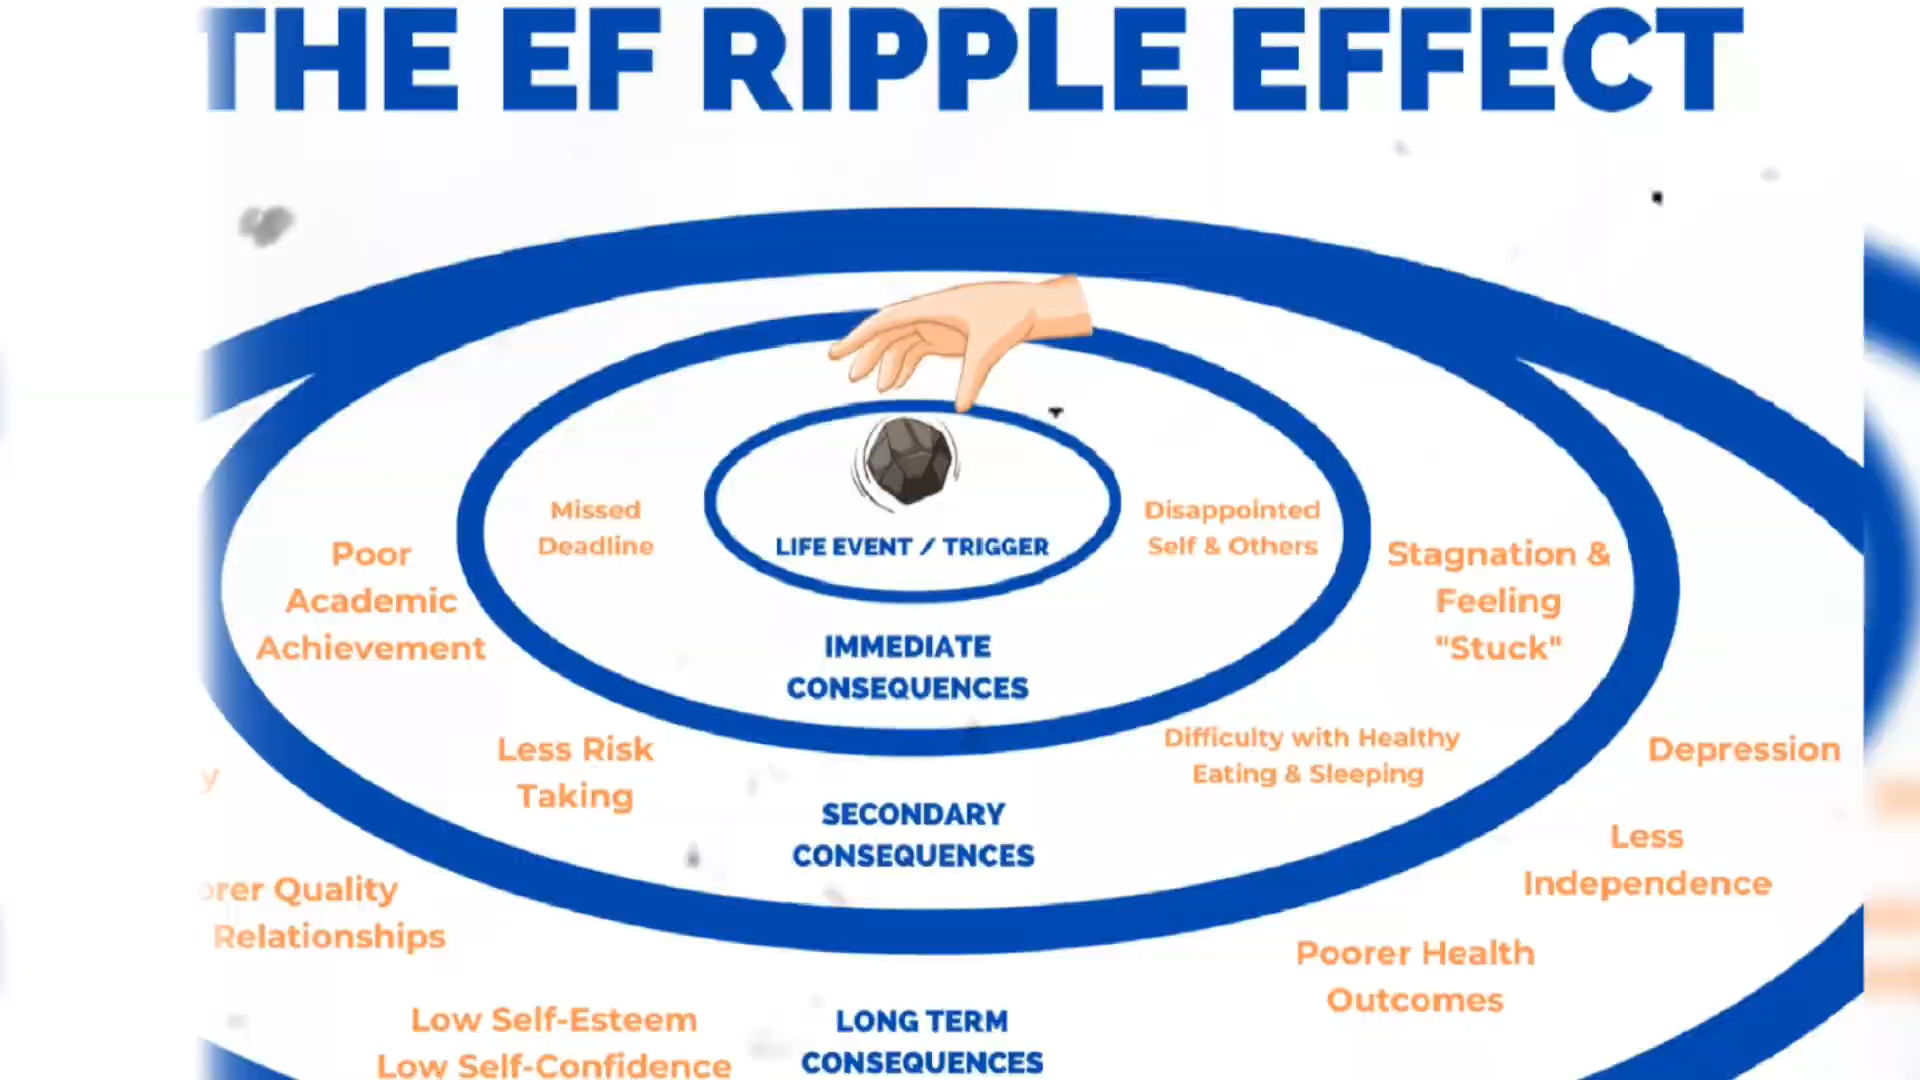 THE EF RIPPLE EFFECT
LIFE EVENT / TRIGGER
Missed
Deadline
Disappointed
Self & Others
IMMEDIATE
CONSEQUENCES
Poor
Academic
Achievement
Stagnation &
Feeling
"Stuck"
Less Risk
Taking
Difficulty with Healthy
Eating & Sleeping
SECONDARY
CONSEQUENCES
Depression
Less
Independence
Quality
Relationships
Poorer Health
Outcomes
Low Self-Esteem
Low Self-Confidence
LONG TERM
CONSEQUENCES